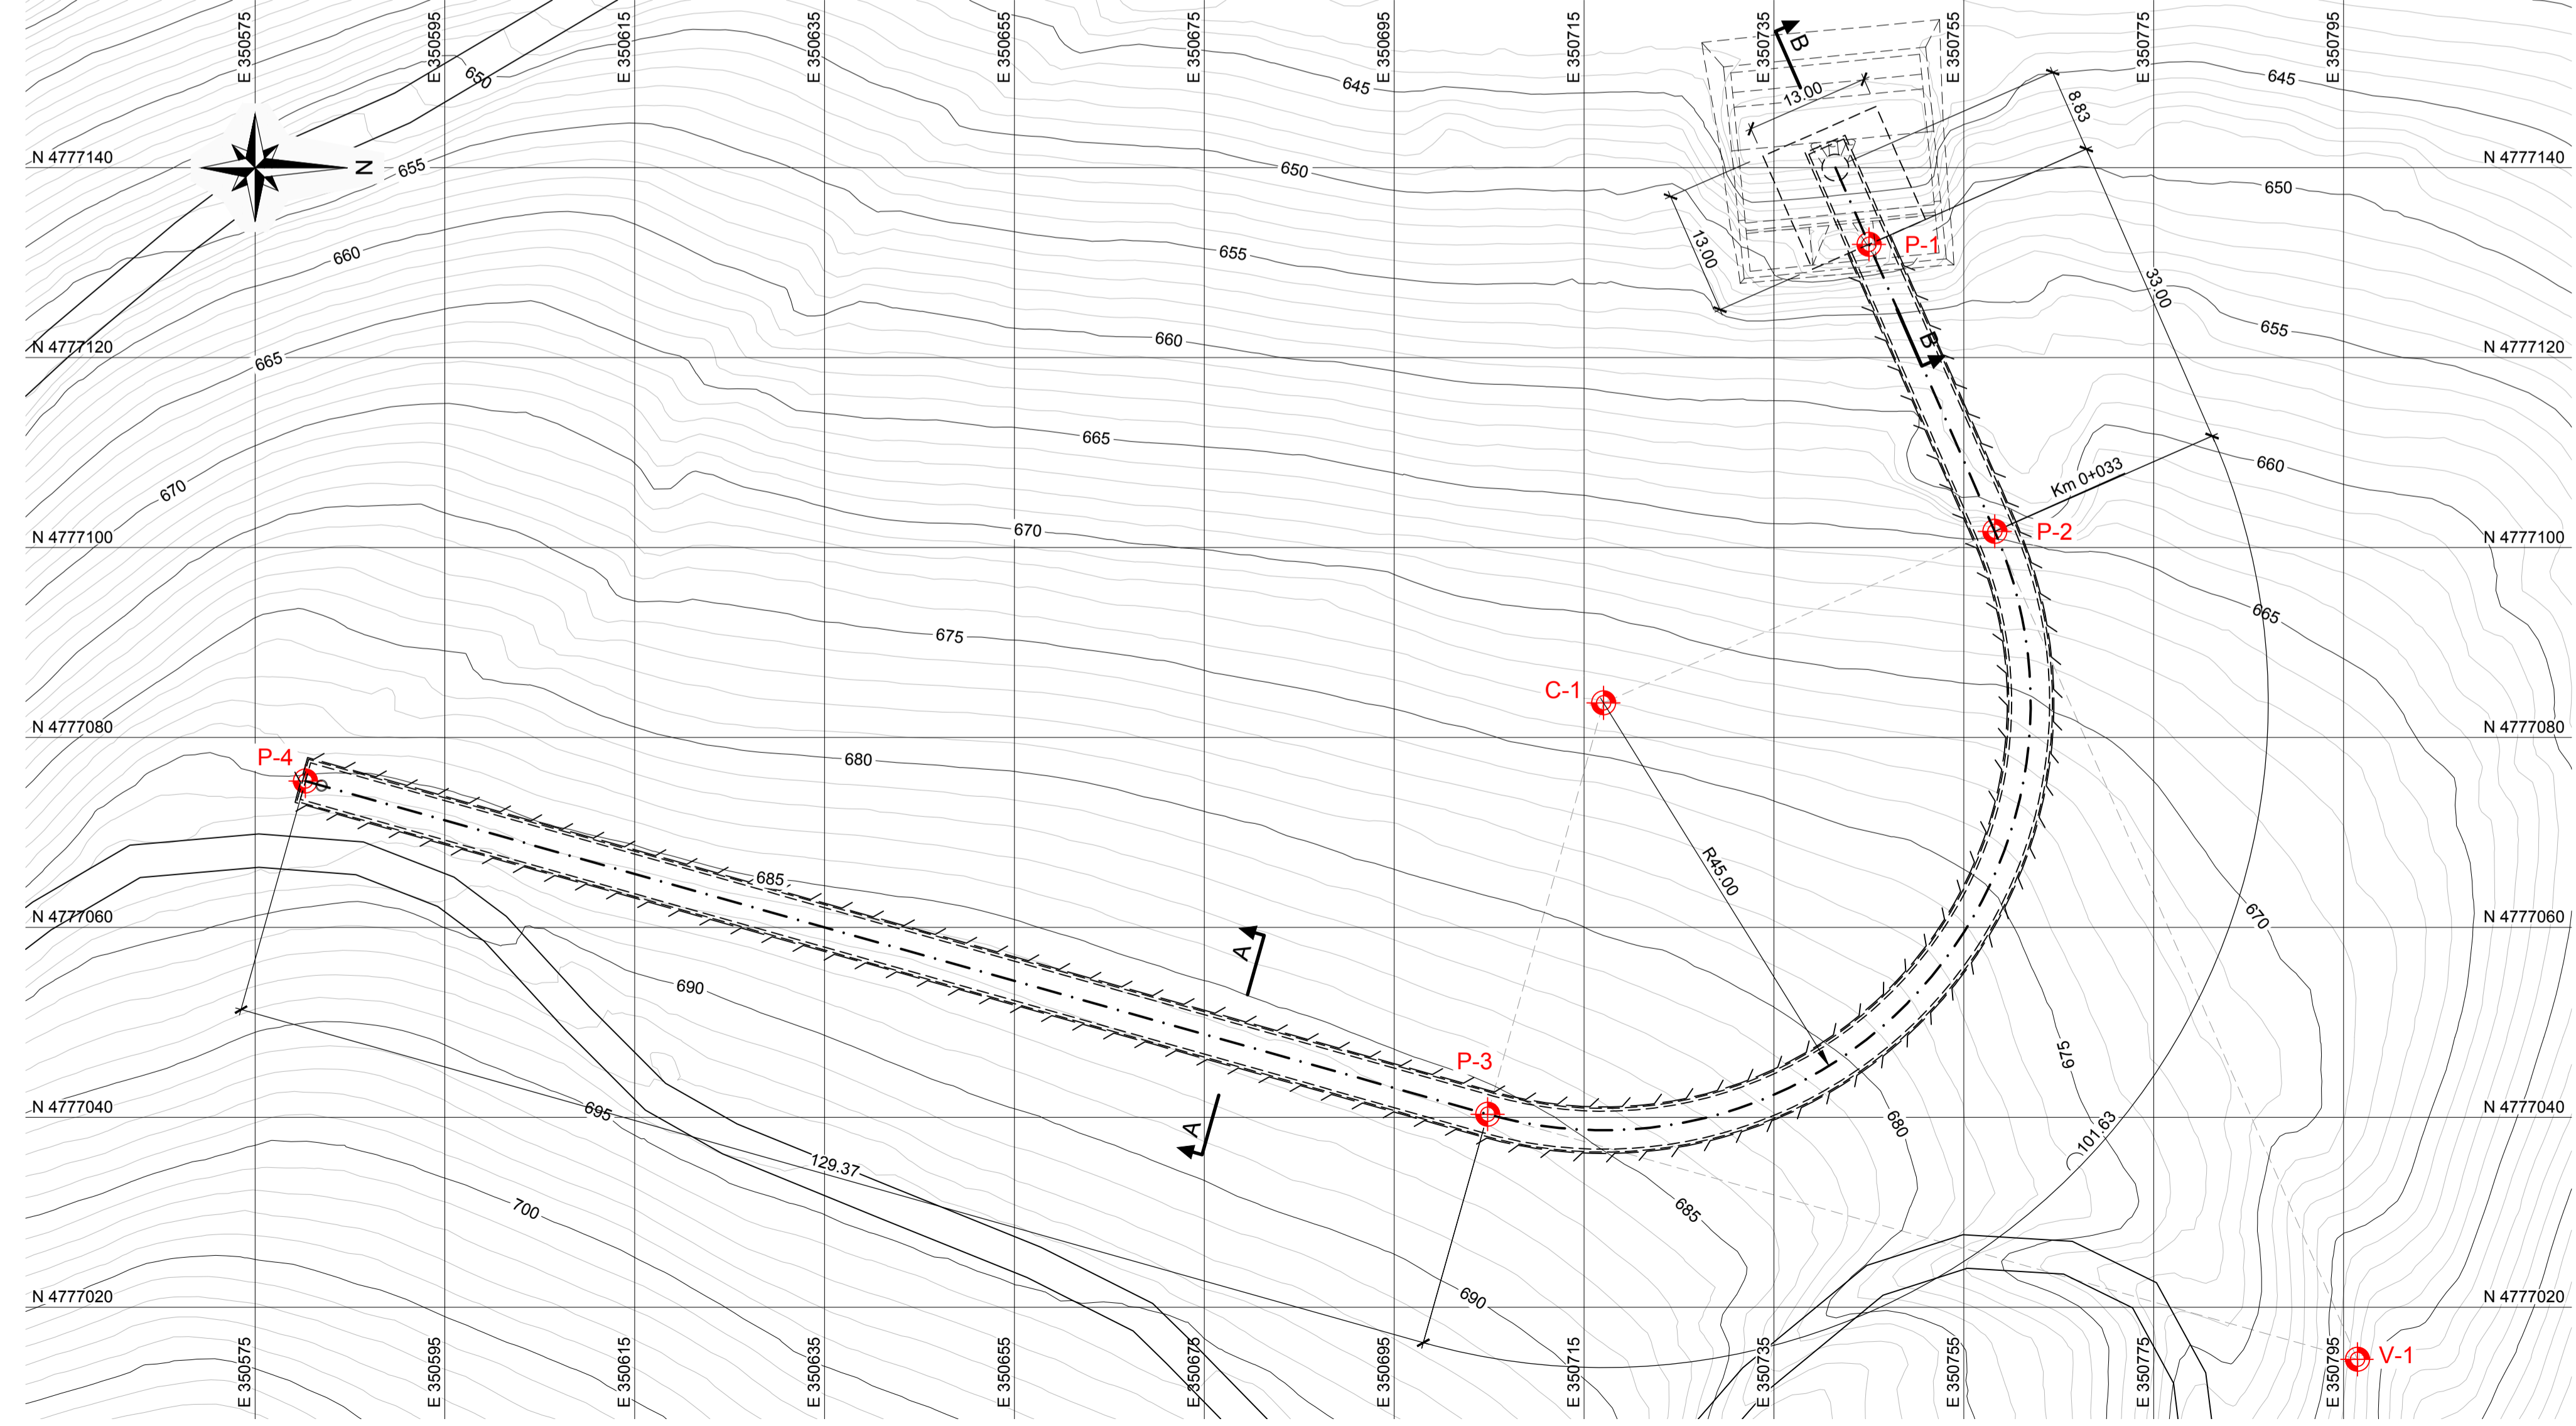 E 350575
E 350595
E 350615
E 350635
E 350655
E 350675
E 350695
E 350715
E 350735
E 350755
E 350775
E 350795
B
650
645
645
13.00
8.83
N 4777140
N
655
650
650
N 4777140
660
655
13.00
P-1
33.00
N 4777120
665
660
B
655
N 4777120
670
665
Km 0+033
660
N 4777100
670
P-2
N 4777100
675
665
C-1
N 4777080
P-4
680
N 4777080
685
R45.00
N 4777060
A
670
N 4777060
690
P-3
675
N 4777040
695
A
680
101.63
N 4777040
129.37
700
685
N 4777020
690
N 4777020
V-1
E 350575
E 350595
E 350615
E 350635
E 350655
E 350675
E 350695
E 350715
E 350735
E 350755
E 350775
E 350795